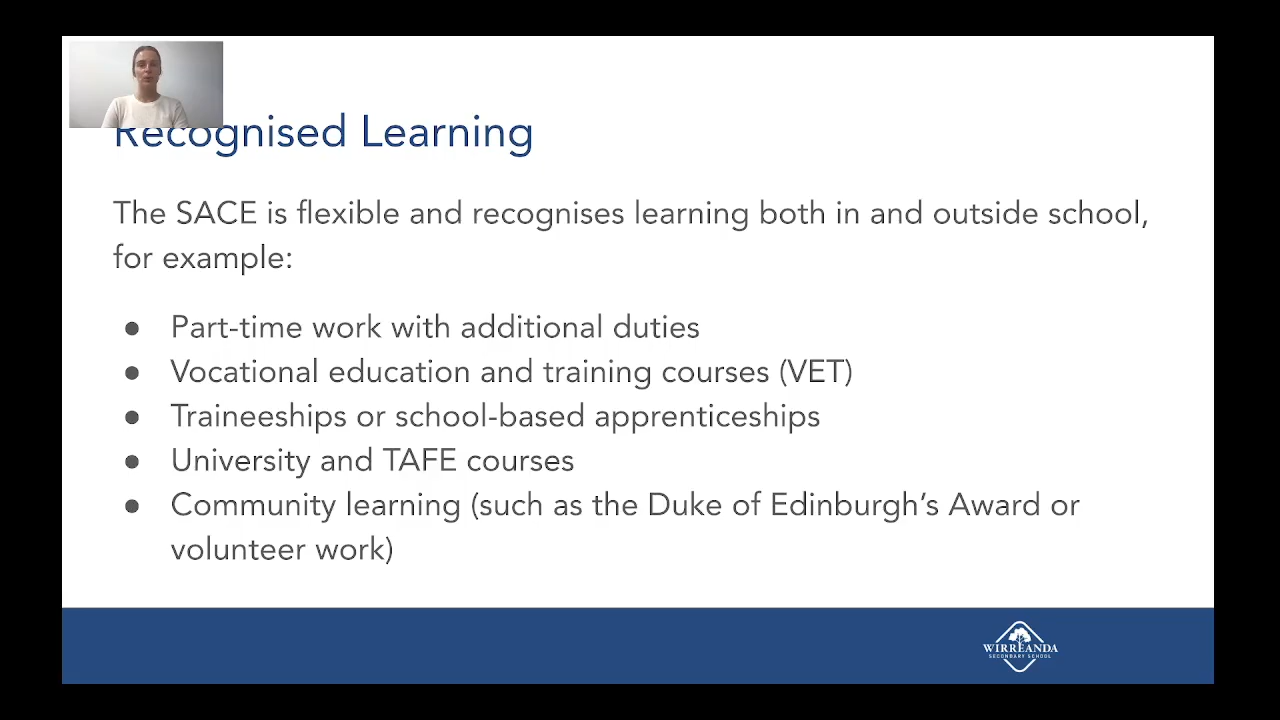 Recognised Learning
The SACE is flexible and recognises learning both in and outside school,
for example:
● Part-time work with additional duties
● Vocational education and training courses (VET)
● Traineeships or school-based apprenticeships
● University and TAFE courses
● Community learning (such as the Duke of Edinburgh’s Award or
volunteer work)
WIRREANDA
SECONDARY SCHOOL